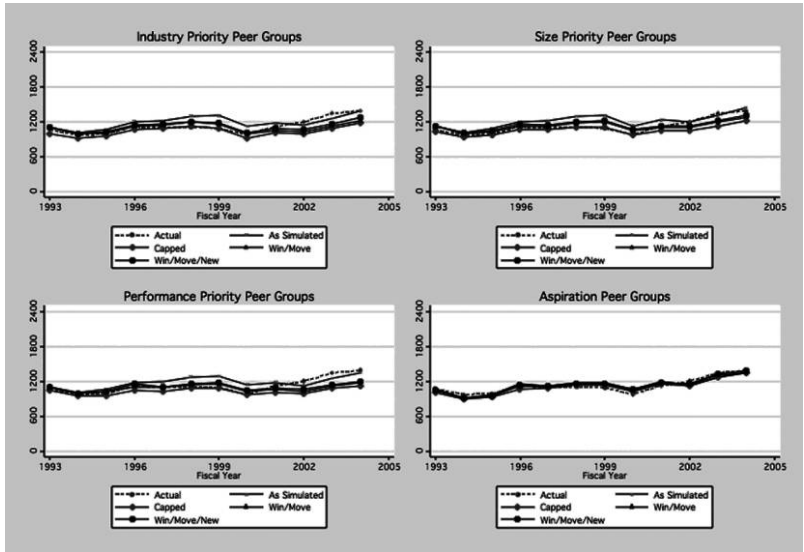 Industry Priority Peer Groups
2400
1800
1200
600
0
1993 1996 1999 2002 2005
Fiscal Year
Actual As Simulated
Capped Win/Move
Win/Move/New
Size Priority Peer Groups
2400
1800
1200
600
0
1993 1996 1999 2002 2005
Fiscal Year
Actual As Simulated
Capped Win/Move
Win/Move/New
Performance Priority Peer Groups
2400
1800
1200
600
0
1993 1996 1999 2002 2005
Fiscal Year
Actual As Simulated
Capped Win/Move
Win/Move/New
Aspiration Peer Groups
2400
1800
1200
600
0
1993 1996 1999 2002 2005
Fiscal Year
Actual As Simulated
Capped Win/Move
Win/Move/New